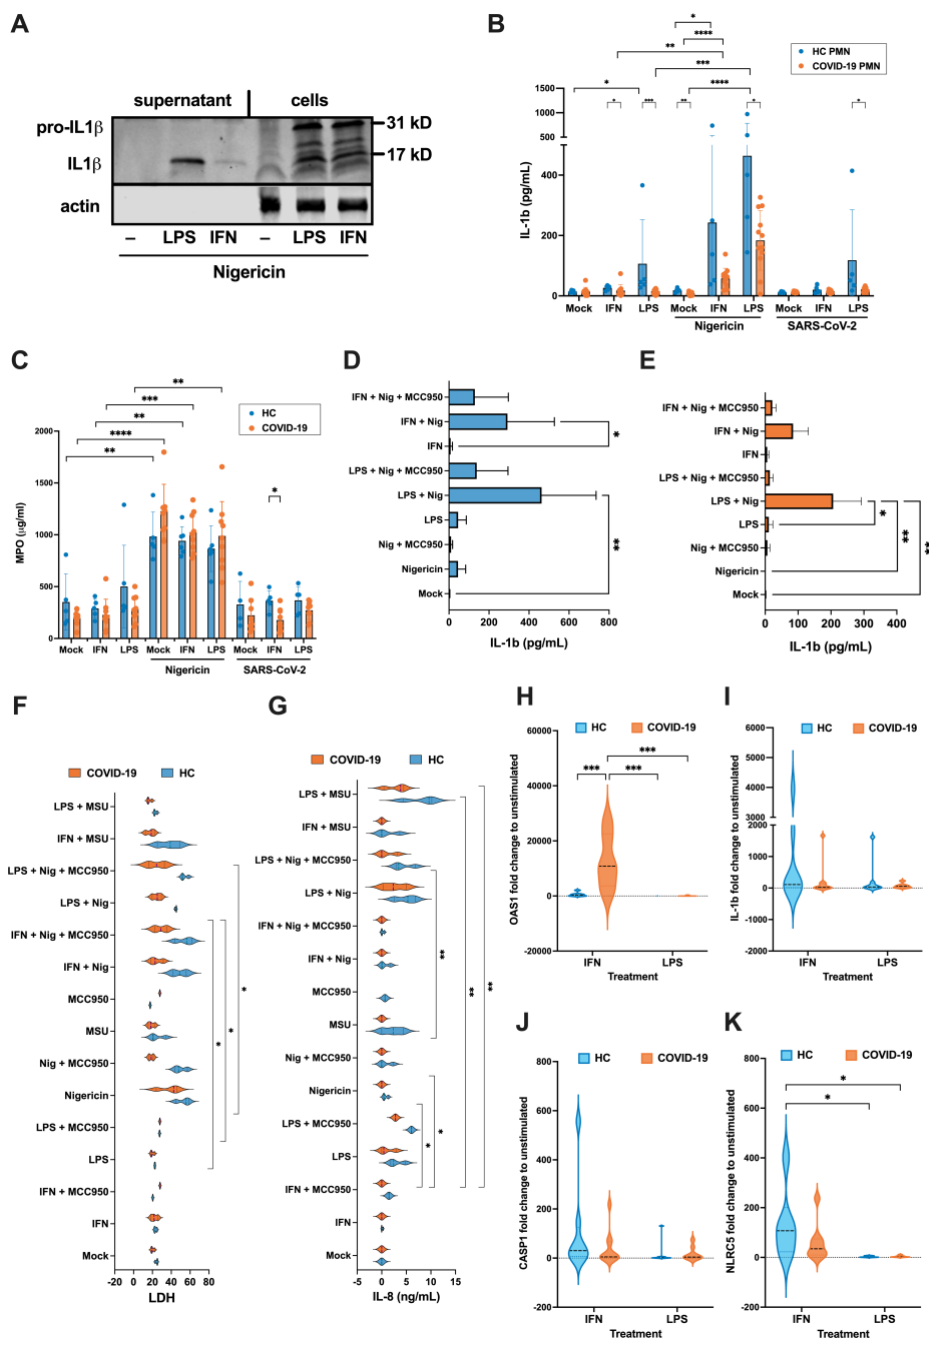 A
supernatant cells
pro-IL1β
31 kD
IL1β
17 kD
actin
– LPS IFN – LPS IFN
Nigericin
B
HC PMN
COVID-19 PMN
* **** ** *** * ****
* *** ** * *
IL-1b (pg/mL)
1500
1000
500
400
200
0
Mock IFN LPS Mock IFN LPS Mock IFN LPS
Nigericin SARS-CoV-2
C
HC
COVID-19
** *** ** **** ** *
MPO (µg/ml)
2000
1500
1000
500
0
Mock IFN LPS Mock IFN LPS Mock IFN LPS
Nigericin SARS-CoV-2
D
IFN + Nig + MCC950
IFN + Nig
IFN
LPS + Nig + MCC950
LPS + Nig
LPS
Nig + MCC950
Nigericin
Mock
* **
0 200 400 600 800
IL-1b (pg/mL)
E
IFN + Nig + MCC950
IFN + Nig
IFN
LPS + Nig + MCC950
LPS + Nig
LPS
Nig + MCC950
Nigericin
Mock
* ** **
0 100 200 300 400
IL-1b (pg/mL)
F
COVID-19 HC
LPS + MSU
IFN + MSU
LPS + Nig + MCC950
LPS + Nig
IFN + Nig + MCC950
IFN + Nig
MCC950
MSU
Nig + MCC950
Nigericin
LPS + MCC950
LPS
IFN + MCC950
IFN
Mock
* * *
-20 0 20 40 60 80
LDH
G
COVID-19 HC
LPS + MSU
IFN + MSU
LPS + Nig + MCC950
LPS + Nig
IFN + Nig + MCC950
IFN + Nig
MCC950
MSU
Nig + MCC950
Nigericin
LPS + MCC950
LPS
IFN + MCC950
IFN
Mock
** ** ** * *
-5 0 5 10 15
IL-8 (ng/mL)
H
HC COVID-19
*** *** ***
OAS1 fold change to unstimulated
60000
40000
20000
0
-20000
IFN LPS
Treatment
I
HC COVID-19
IL-1b fold change to unstimulated
6000
5000
4000
3000
2000
1000
0
-1000
-2000
IFN LPS
Treatment
J
HC COVID-19
CASP1 fold change to unstimulated
800
600
400
200
0
-200
IFN LPS
Treatment
K
HC COVID-19
* *
NLRC5 fold change to unstimulated
800
600
400
200
0
-200
IFN LPS
Treatment